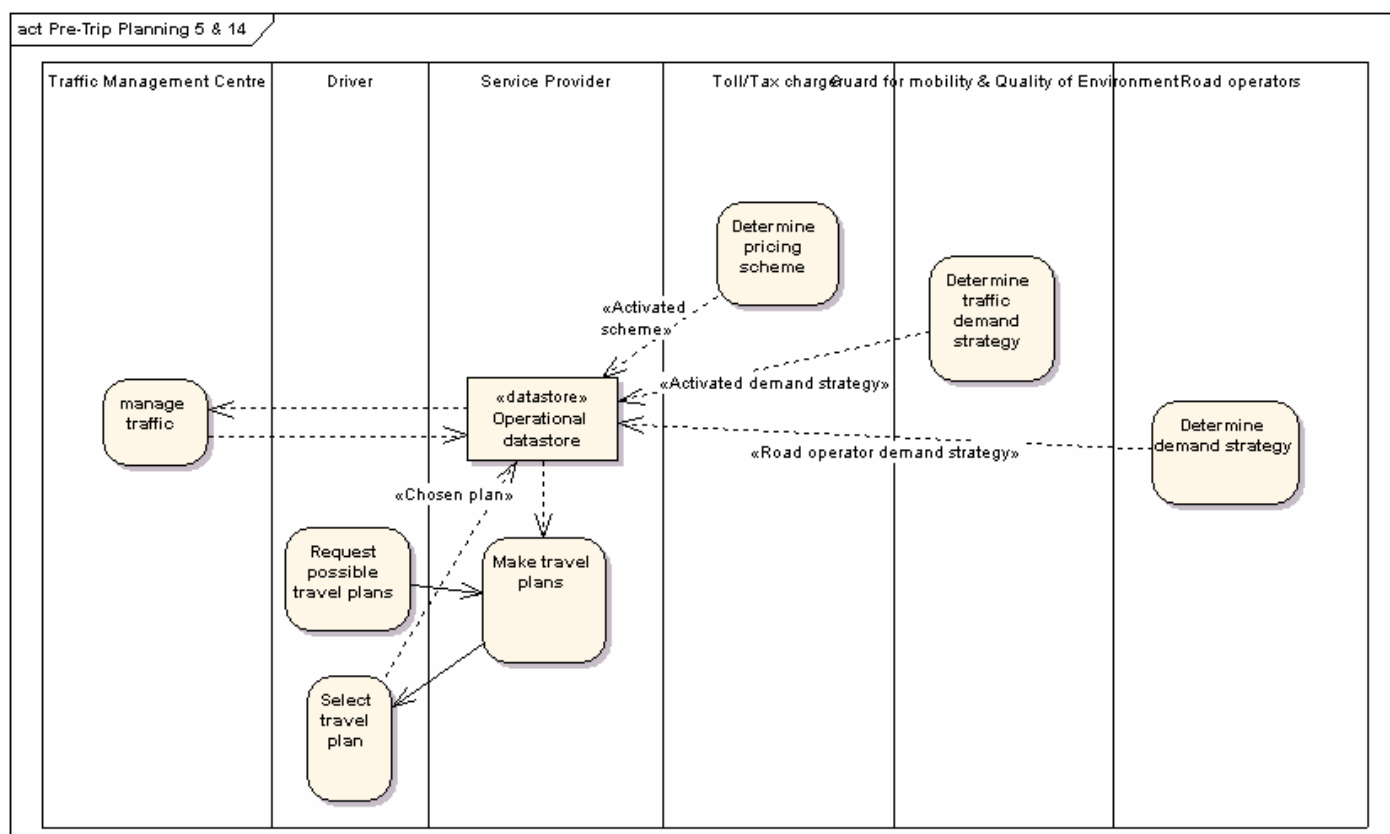 act Pre-Trip Planning 5 & 14
Traffic Management Centre
Driver
Service Provider
Toll/Tax charger
Guard for mobility & Quality of Environment
Road operators
Determine
pricing
scheme
Determine
traffic
demand
strategy
«Activated
scheme»
«Activated demand strategy»
manage
traffic
«datastore»
Operational
datastore
Determine
demand strategy
«Road operator demand strategy»
«Chosen plan»
Request
possible
travel plans
Make travel
plans
Select
travel
plan